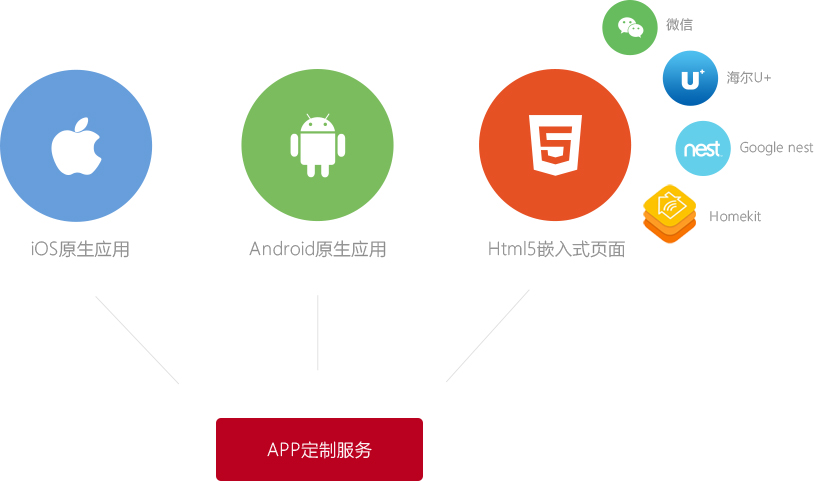 微信
海尔U+
U+
nest
Google nest
Homekit
5
iOS原生应用
Android原生应用
Html5嵌入式页面
APP定制服务